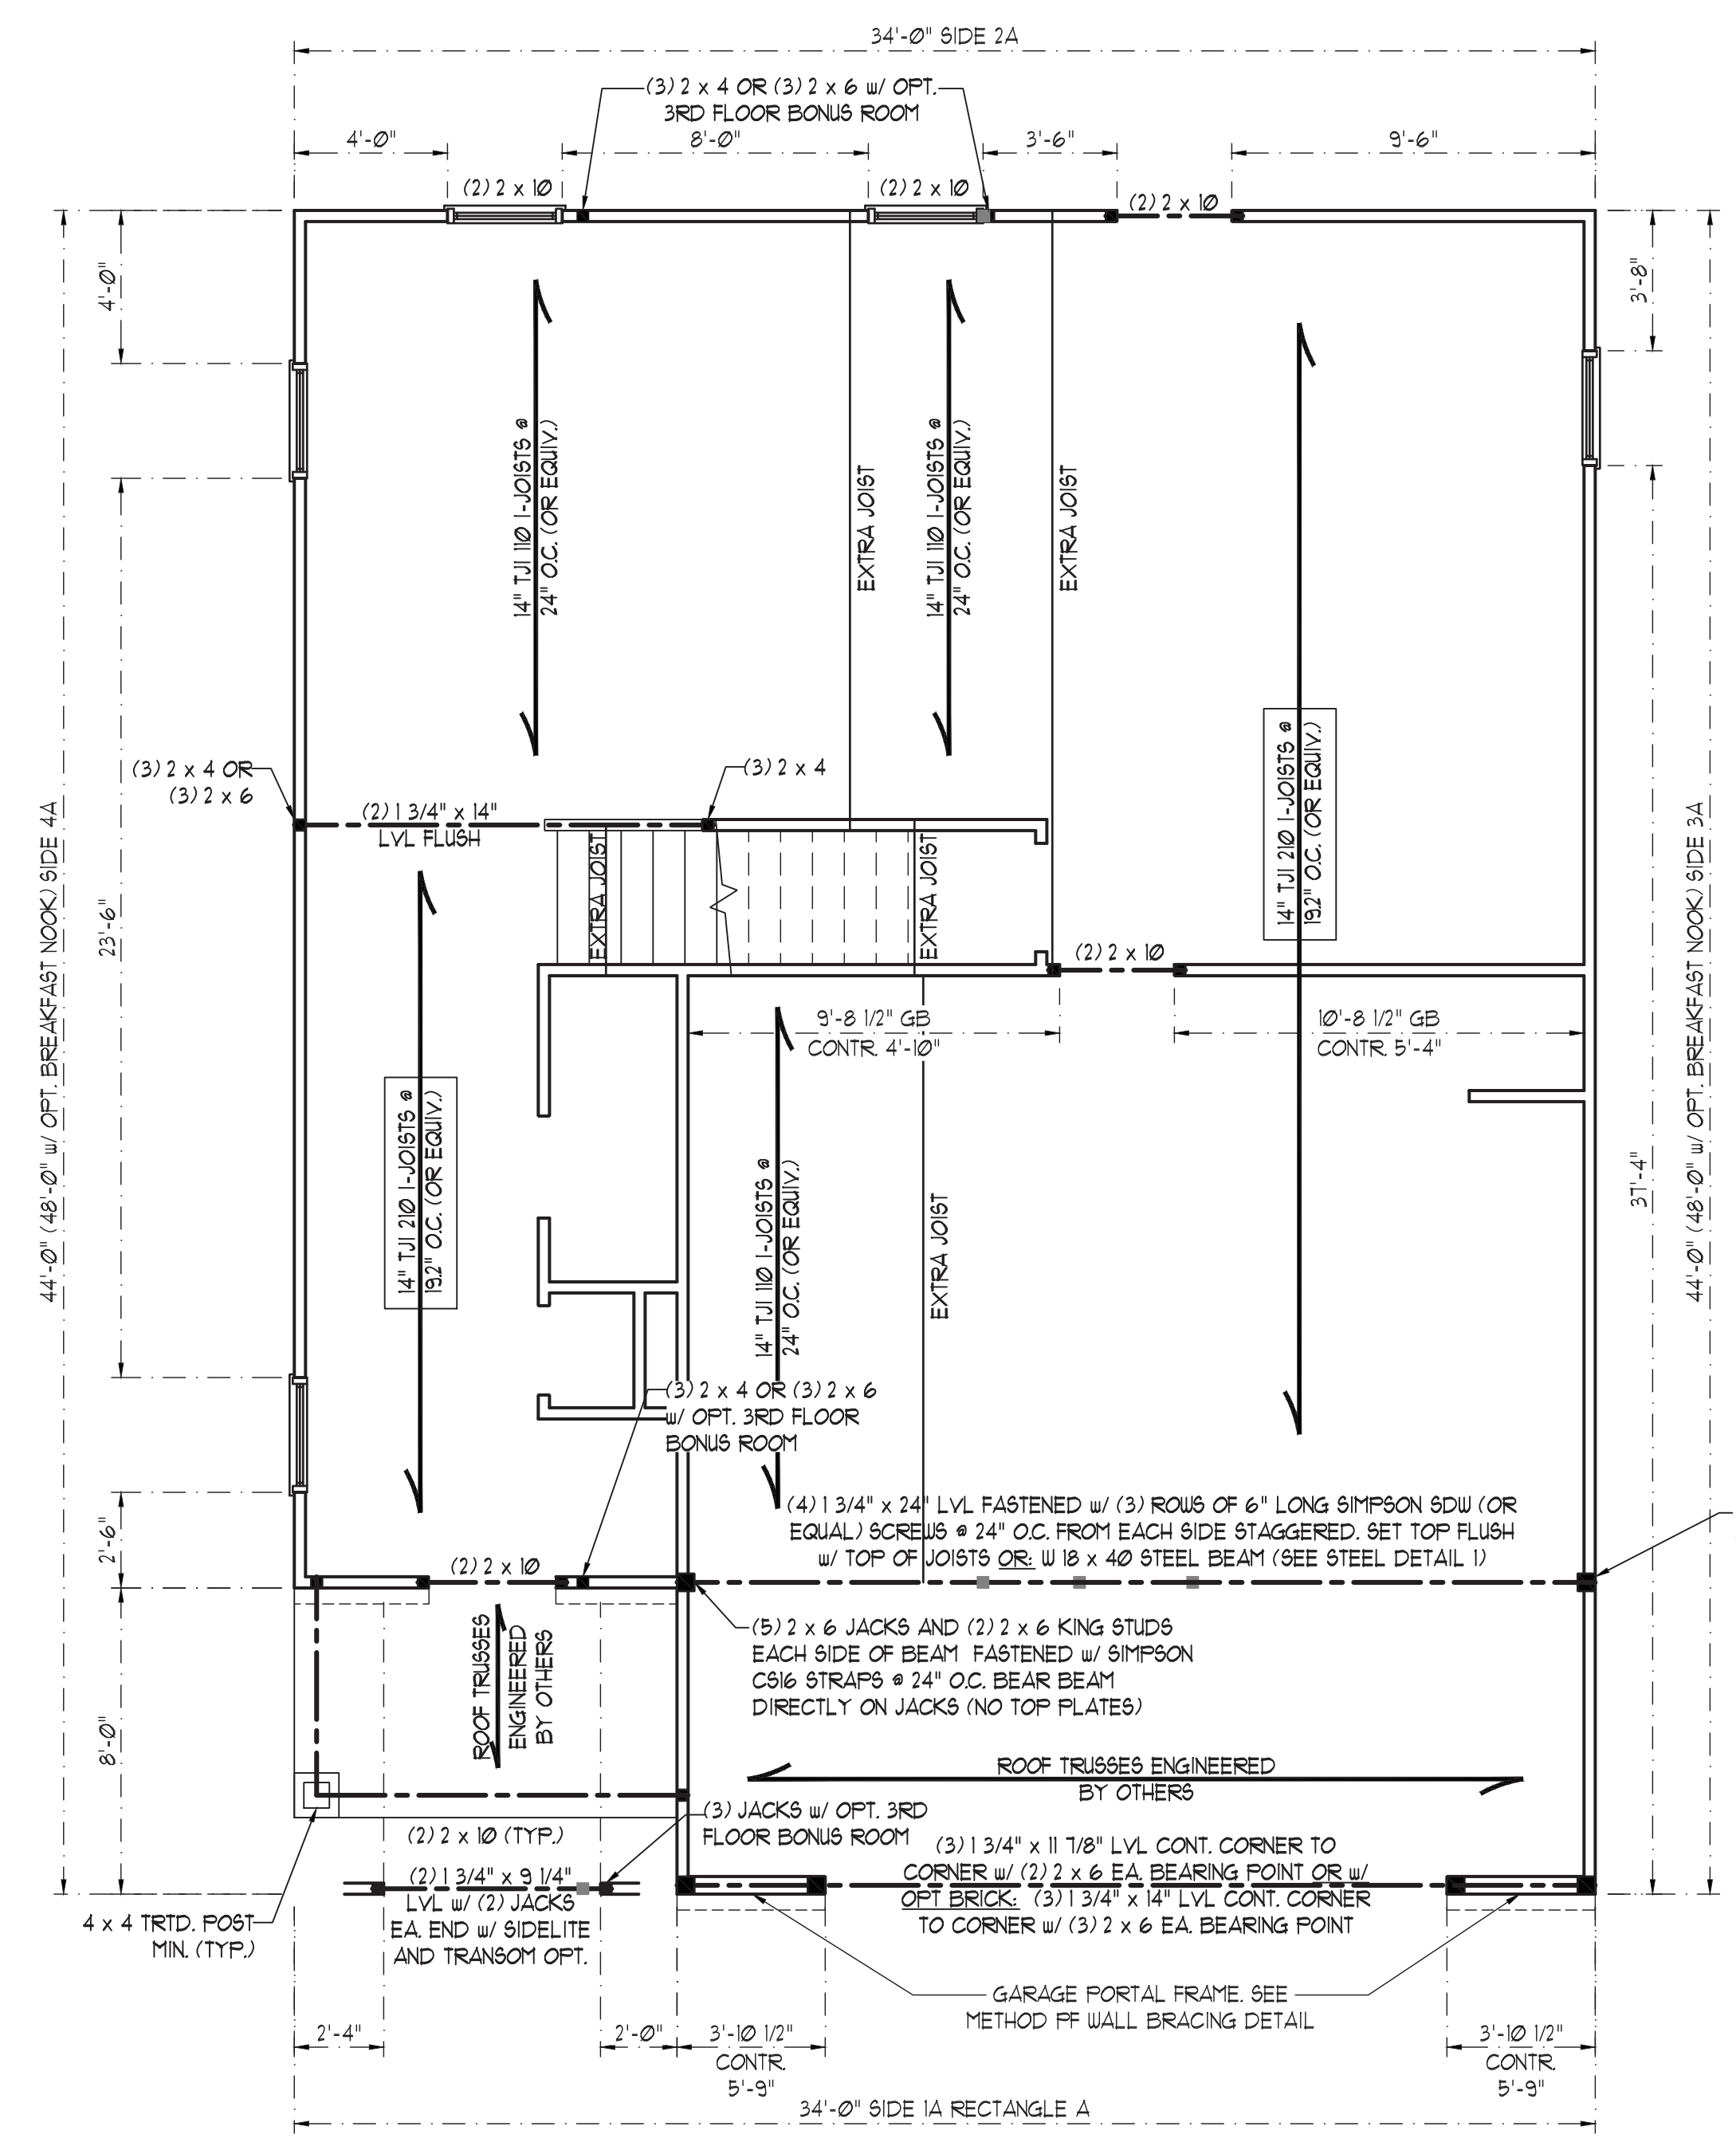 34'-0" SIDE 2A
(3) 2 x 4 OR (3) 2 x 6 w/ OPT.
3RD FLOOR BONUS ROOM
4'-0"
8'-0"
3'-6"
9'-6"
(2) 2 x 10
(2) 2 x 10
(2) 2 x 10
4'-0"
3'-8"
14" TJI 110 I-JOISTS @
24" O.C. (OR EQUIV.)
EXTRA JOIST
14" TJI 110 I-JOISTS @
24" O.C. (OR EQUIV.)
EXTRA JOIST
14" TJI 210 I-JOISTS @
19.2" O.C. (OR EQUIV.)
(3) 2 x 4 OR
(3) 2 x 6
(2) 1 3/4" x 14"
LVL FLUSH
(3) 2 x 4
EXTRA JOIST
EXTRA JOIST
44'-0" (48'-0" w/ OPT. BREAKFAST NOOK) SIDE 4A
23'-6"
(2) 2 x 10
9'-8 1/2" GB
CONTR. 4'-10"
10'-8 1/2" GB
CONTR. 5'-4"
37'-4"
44'-0" (48'-0" w/ OPT. BREAKFAST NOOK) SIDE 3A
14" TJI 210 I-JOISTS @
19.2" O.C. (OR EQUIV.)
14" TJI 110 I-JOISTS @
24" O.C. (OR EQUIV.)
EXTRA JOIST
(3) 2 x 4 OR (3) 2 x 6
w/ OPT. 3RD FLOOR
BONUS ROOM
(4) 1 3/4" x 24" LVL FASTENED w/ (3) ROWS OF 6" LONG SIMPSON SDW (OR
EQUAL) SCREWS @ 24" O.C. FROM EACH SIDE STAGGERED. SET TOP FLUSH
w/ TOP OF JOISTS OR: W 18 x 40 STEEL BEAM (SEE STEEL DETAIL 1)
2'-6"
(2) 2 x 10
(5) 2 x 6 JACKS AND (2) 2 x 6 KING STUDS
EACH SIDE OF BEAM FASTENED w/ SIMPSON
CS16 STRAPS @ 24" O.C. BEAR BEAM
DIRECTLY ON JACKS (NO TOP PLATES)
8'-0"
ROOF TRUSSES
ENGINEERED
BY OTHERS
ROOF TRUSSES ENGINEERED
BY OTHERS
(3) JACKS w/ OPT. 3RD
FLOOR BONUS ROOM
(2) 2 x 10 (TYP.)
(3) 1 3/4" x 11 7/8" LVL CONT. CORNER TO
CORNER w/ (2) 2 x 6 EA. BEARING POINT OR w/
OPT BRICK: (3) 1 3/4" x 14" LVL CONT. CORNER
TO CORNER w/ (3) 2 x 6 EA. BEARING POINT
(2) 1 3/4" x 9 1/4"
LVL w/ (2) JACKS
EA. END w/ SIDELITE
AND TRANSOM OPT.
4 x 4 TRTD. POST
MIN. (TYP.)
GARAGE PORTAL FRAME. SEE
METHOD PF WALL BRACING DETAIL
2'-4"
2'-0"
3'-10 1/2"
CONTR.
5'-9"
3'-10 1/2"
CONTR.
5'-9"
34'-0" SIDE 1A RECTANGLE A